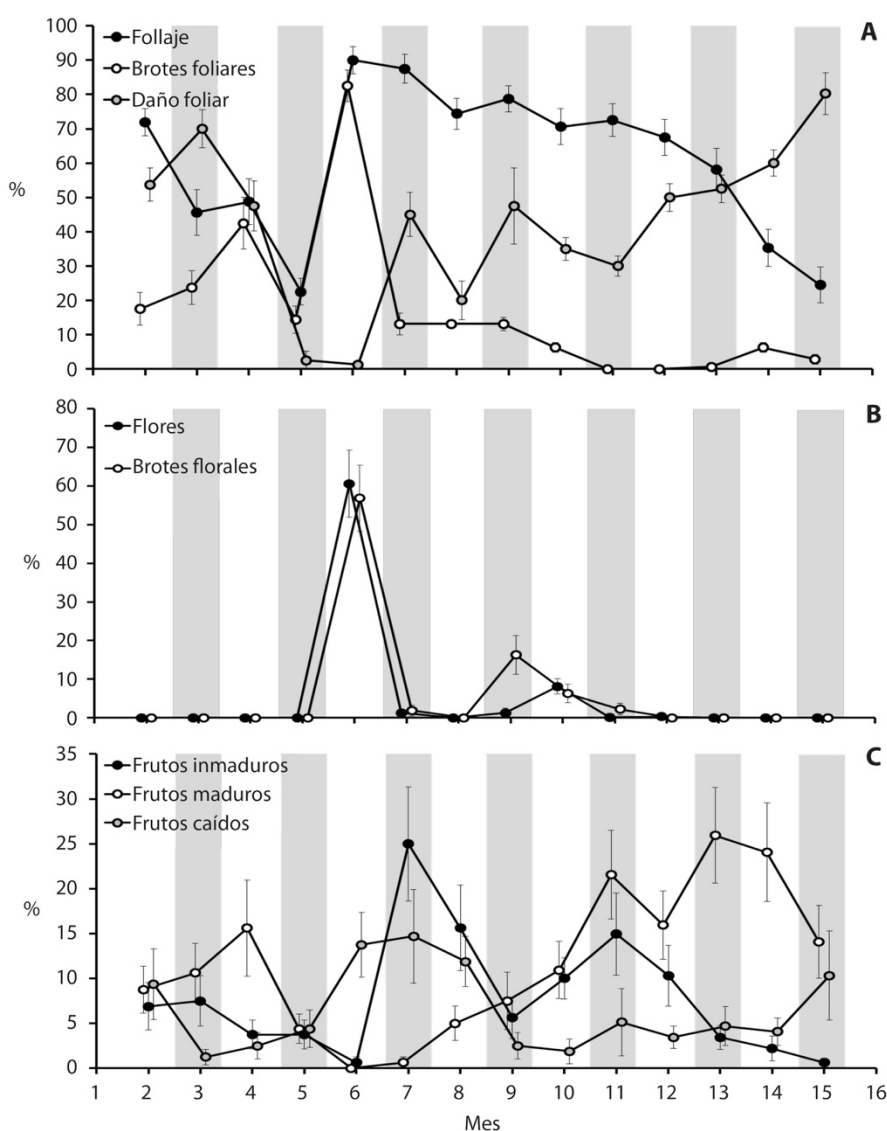 A
Follaje
Brotes foliares
Daño foliar
100
90
80
70
60
50
40
30
20
10
0
%
B
Flores
Brotes florales
80
70
60
50
40
30
20
10
0
%
C
Frutos inmaduros
Frutos maduros
Frutos caídos
35
30
25
20
15
10
5
0
%
1 2 3 4 5 6 7 8 9 10 11 12 13 14 15 16
Mes